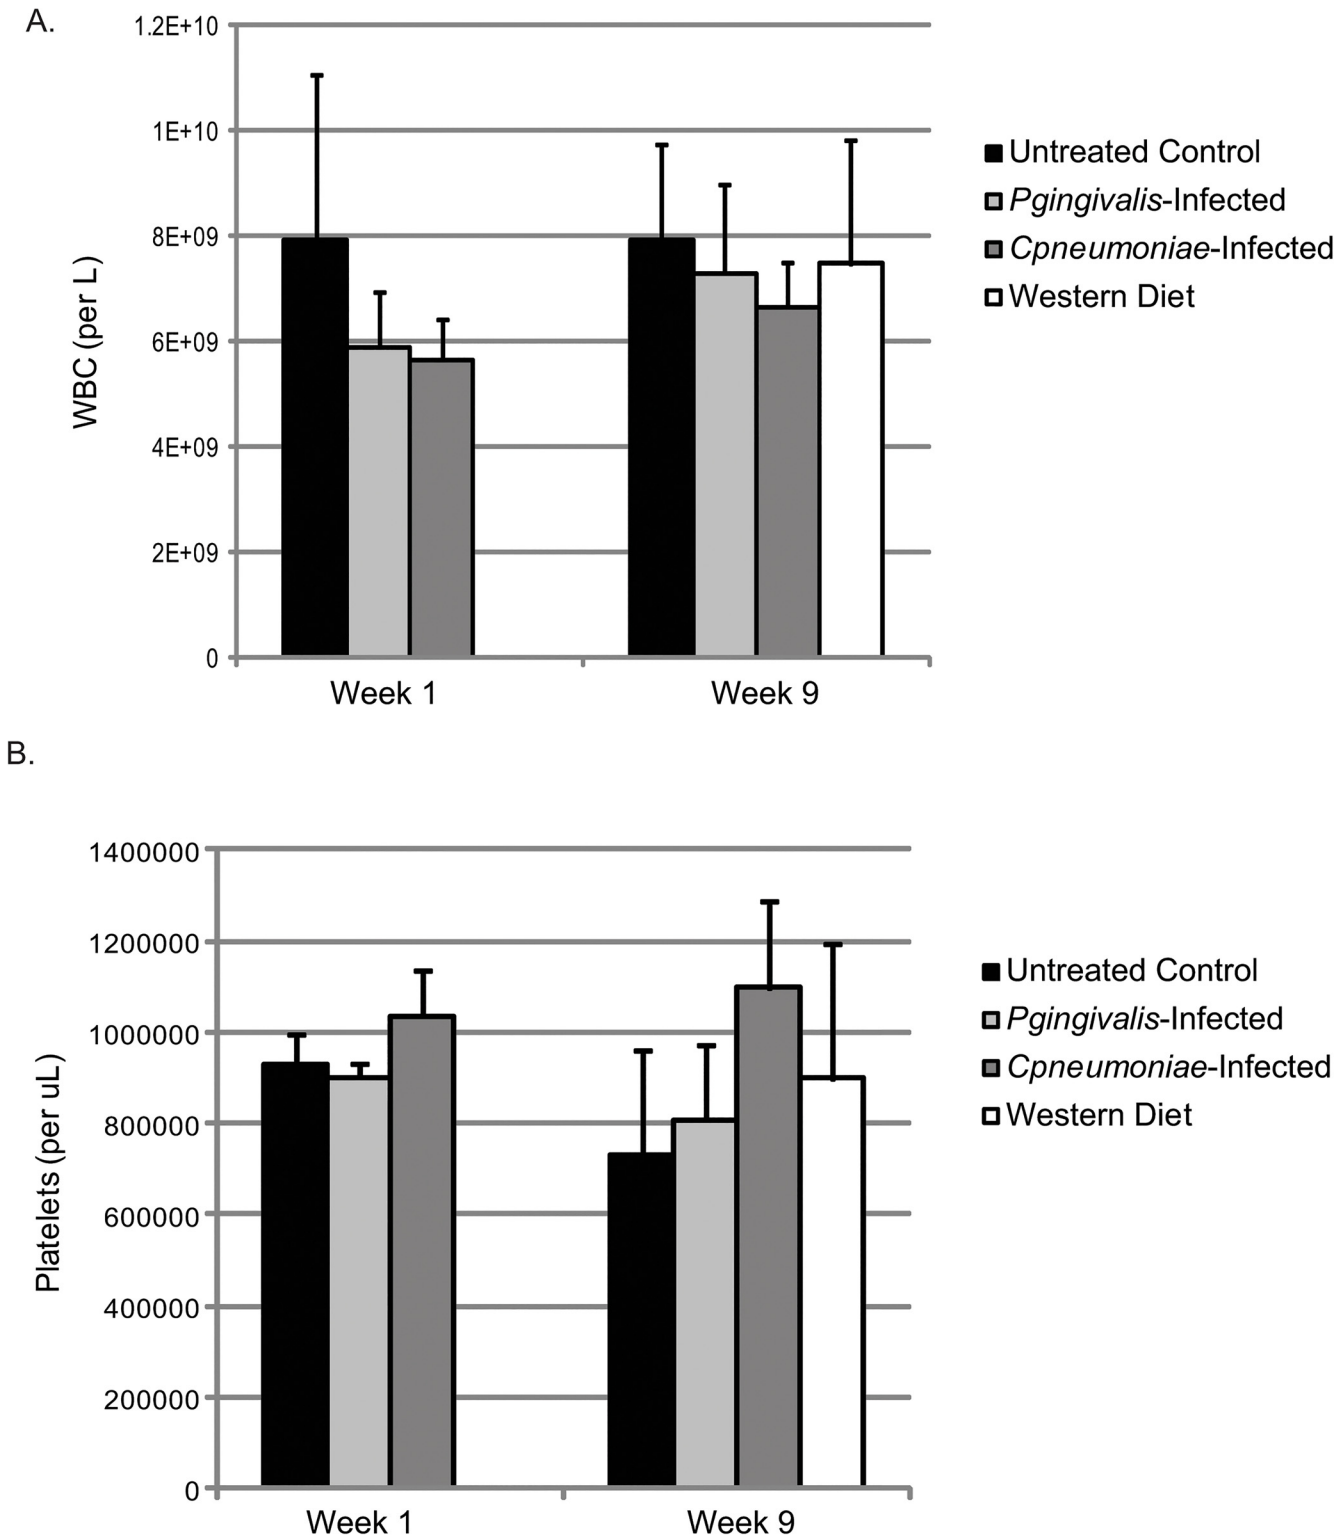 A.
1.2E+10
1E+10
8E+09
6E+09
4E+09
2E+09
0
WBC (per L)
Week 1
Week 9
Untreated Control
Pgingivalis-Infected
Cpneumoniae-Infected
Western Diet
B.
1400000
1200000
1000000
800000
600000
400000
200000
0
Platelets (per uL)
Week 1
Week 9
Untreated Control
Pgingivalis-Infected
Cpneumoniae-Infected
Western Diet